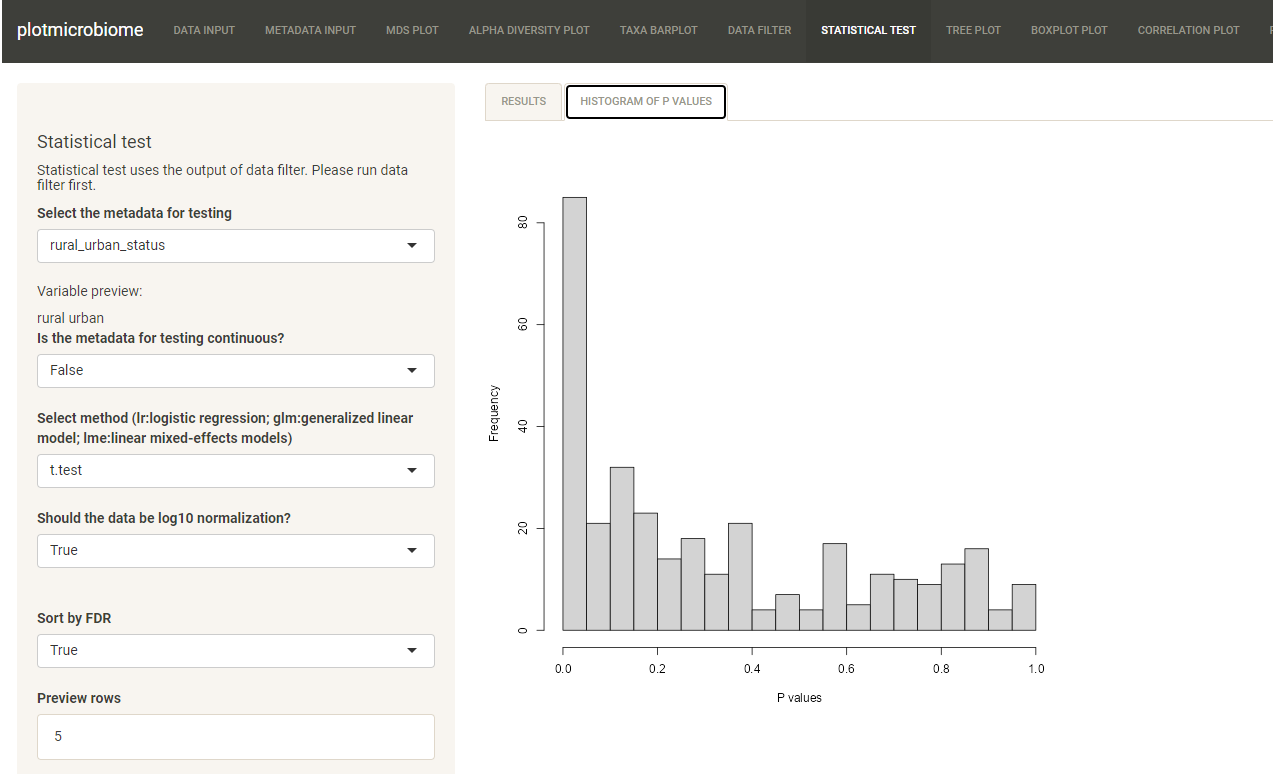 plotmicrobiome DATA INPUT METADATA INPUT MDS PLOT ALPHA DIVERSITY PLOT TAXA BARPLOT DATA FILTER STATISTICAL TEST TREE PLOT BOXPLOT PLOT CORRELATION PLOT
Statistical test
Statistical test uses the output of data filter. Please run data
filter first.
Select the metadata for testing
rural_urban_status
Variable preview:
rural urban
Is the metadata for testing continuous?
False
Select method (lr:logistic regression; glm:generalized linear
model; lme:linear mixed-effects models)
t.test
Should the data be log10 normalization?
True
Sort by FDR
True
Preview rows
5
RESULTS HISTOGRAM OF P VALUES
80
60
40
20
0
Frequency
0.0 0.2 0.4 0.6 0.8 1.0
P values